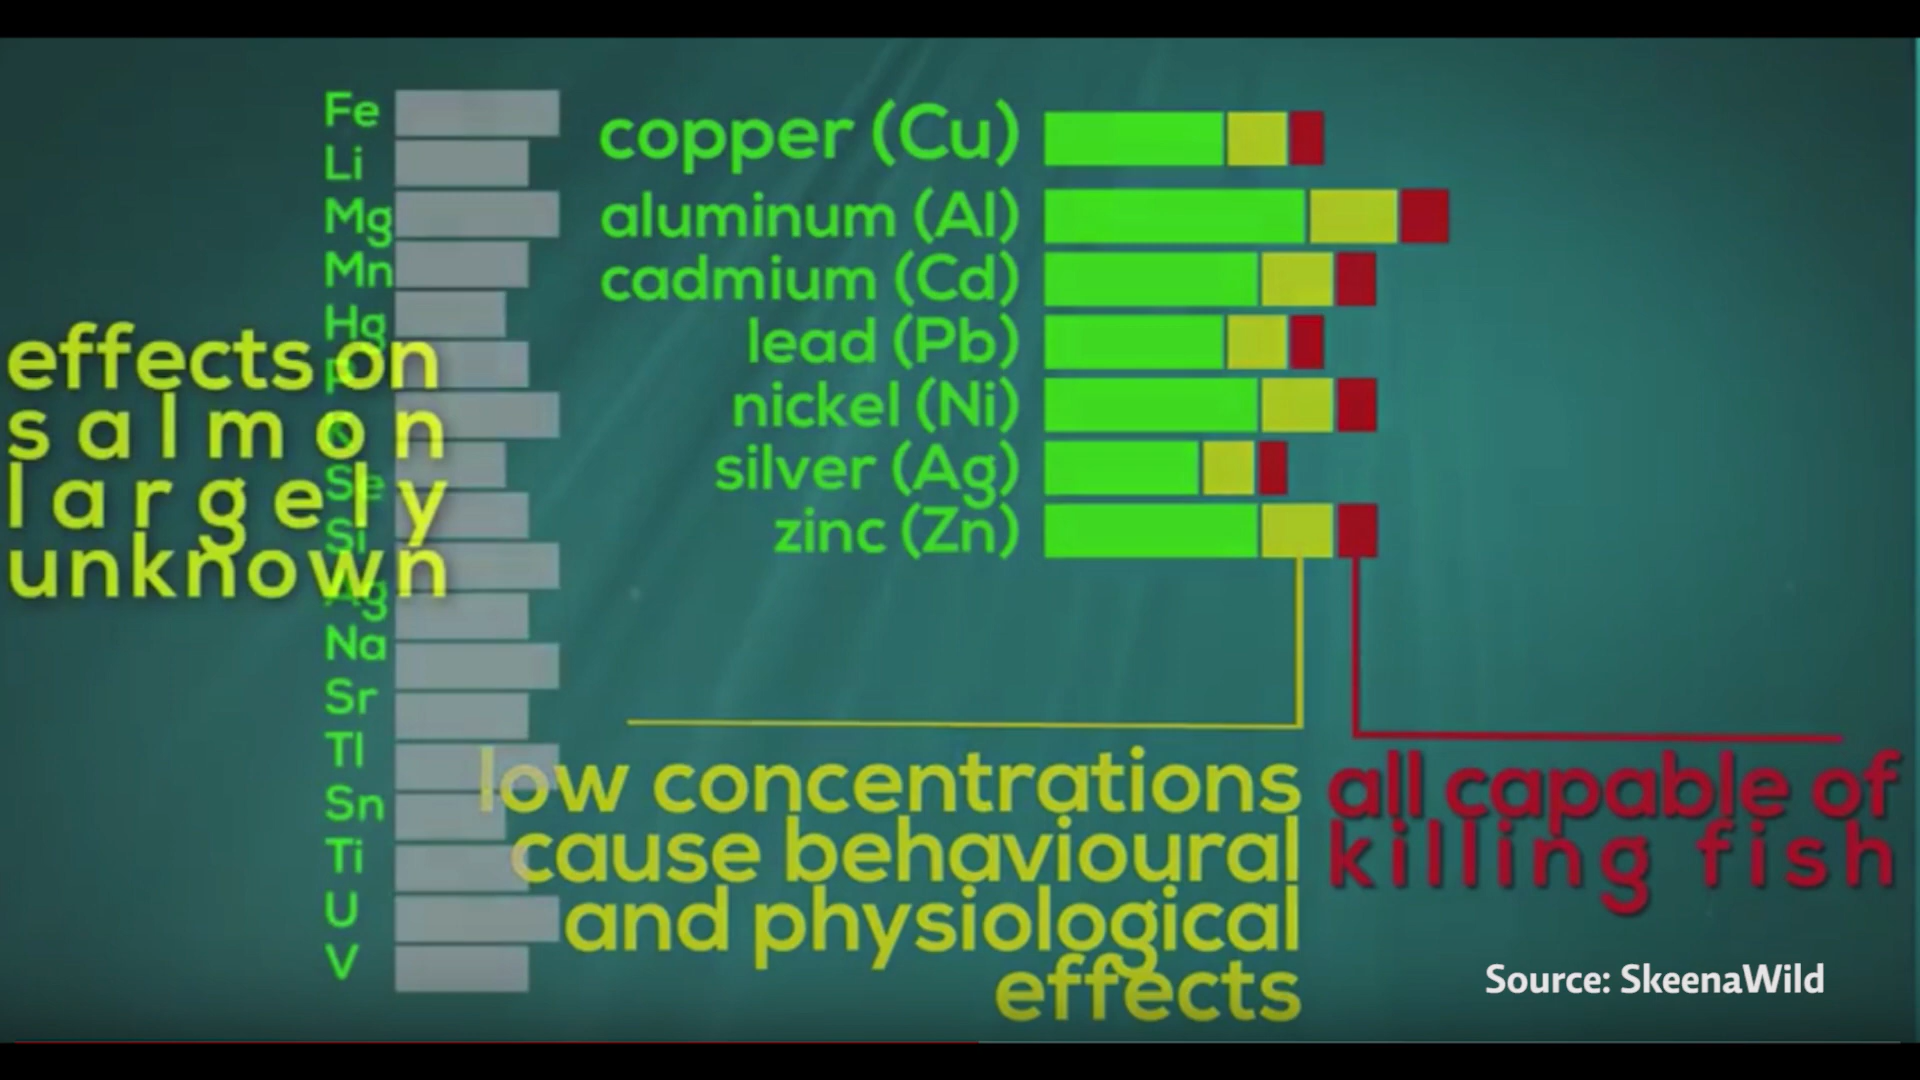 Fe
Li
Mg
Mn
Hg
P
K
Se
Si
Ag
Na
Sr
Tl
Sn
Ti
U
V
effects on
salmon
largely
unknown
copper (Cu)
aluminum (Al)
cadmium (Cd)
lead (Pb)
nickel (Ni)
silver (Ag)
zinc (Zn)
low concentrations
cause behavioural
and physiological
effects
all capable of
killing fish
Source: SkeenaWild